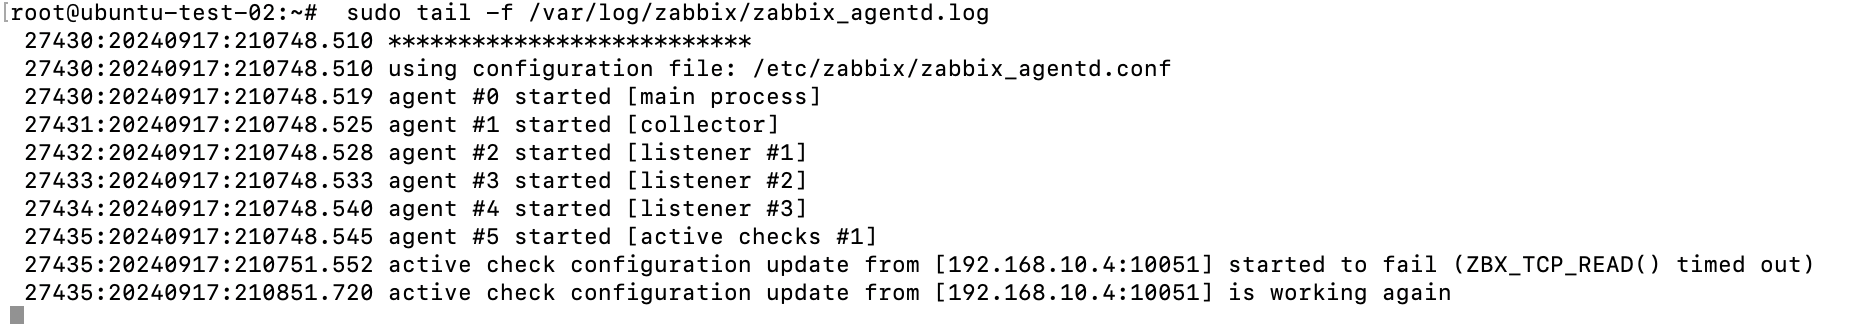 [root@ubuntu-test-02:~#  sudo tail -f /var/log/zabbix/zabbix_agentd.log
 27430:20240917:210748.510 **************************
 27430:20240917:210748.510 using configuration file: /etc/zabbix/zabbix_agentd.conf
 27430:20240917:210748.519 agent #0 started [main process]
 27431:20240917:210748.525 agent #1 started [collector]
 27432:20240917:210748.528 agent #2 started [listener #1]
 27433:20240917:210748.533 agent #3 started [listener #2]
 27434:20240917:210748.540 agent #4 started [listener #3]
 27435:20240917:210748.545 agent #5 started [active checks #1]
 27435:20240917:210751.552 active check configuration update from [192.168.10.4:10051] started to fail (ZBX_TCP_READ() timed out)
 27435:20240917:210851.720 active check configuration update from [192.168.10.4:10051] is working again